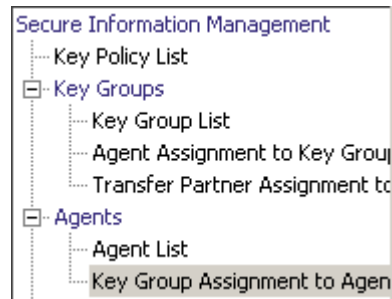 Secure Information Management
Key Policy List
Key Groups
Key Group List
Agent Assignment to Key Grou
Transfer Partner Assignment to
Agents
Agent List
Key Group Assignment to Agen